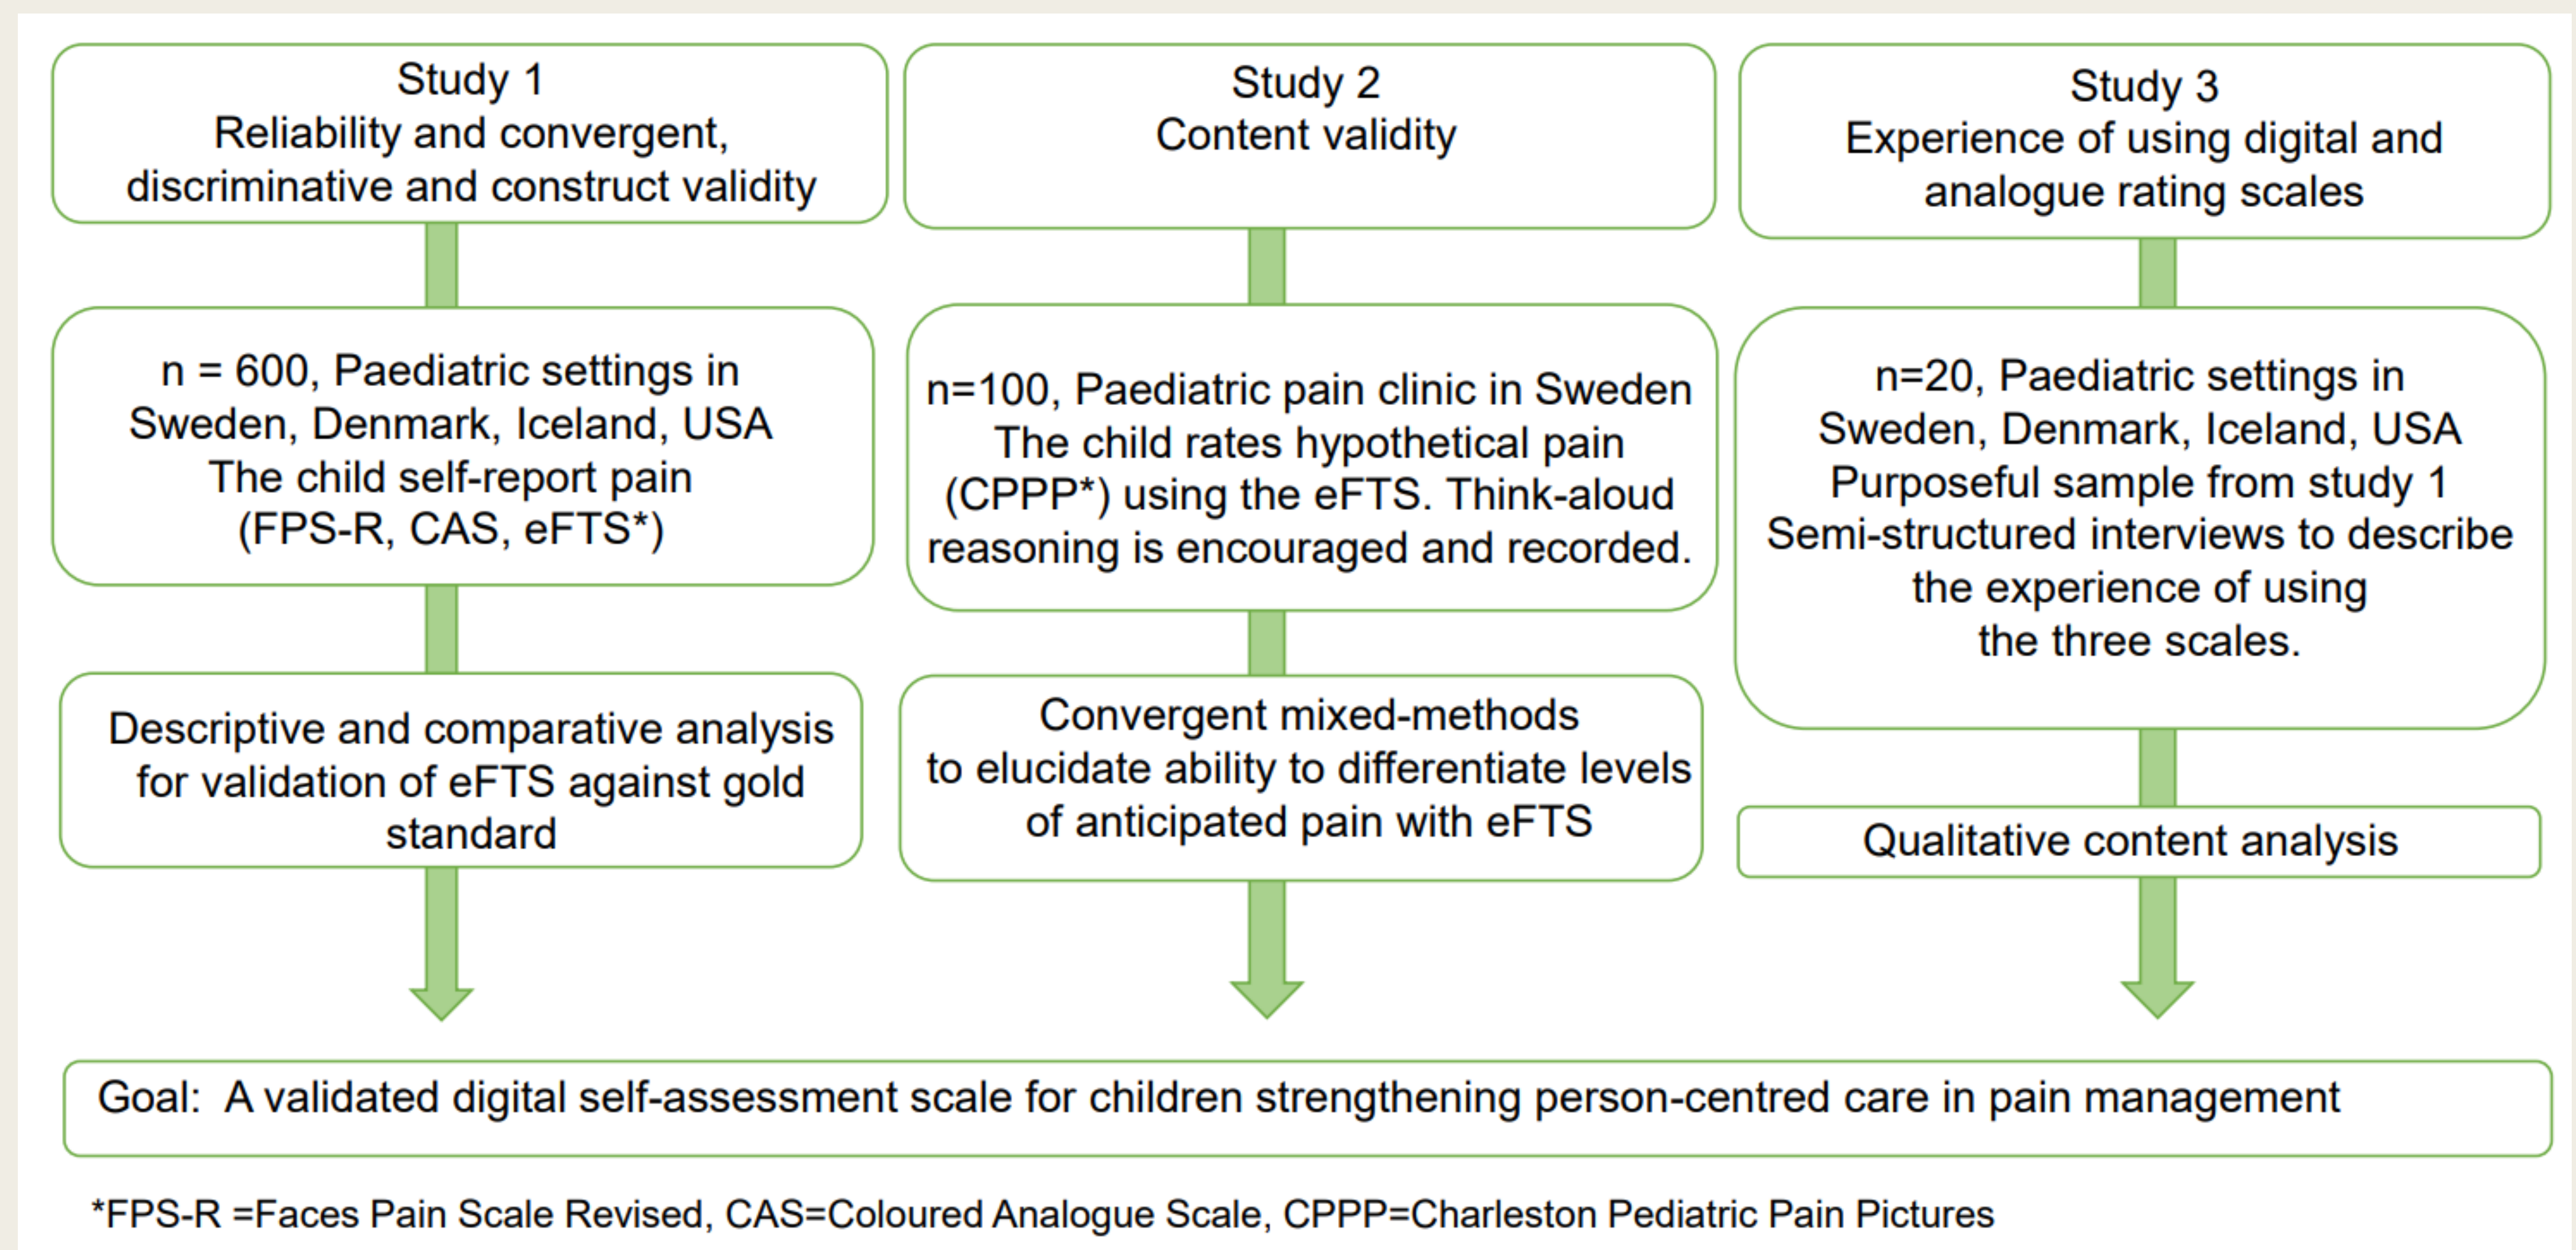 Study 1
Reliability and convergent,
discriminative and construct validity
n = 600, Paediatric settings in
Sweden, Denmark, Iceland, USA
The child self-report pain
(FPS-R, CAS, eFTS*)
Descriptive and comparative analysis
for validation of eFTS against gold
standard
Study 2
Content validity
n=100, Paediatric pain clinic in Sweden
The child rates hypothetical pain
(CPPP*) using the eFTS. Think-aloud
reasoning is encouraged and recorded.
Convergent mixed-methods
to elucidate ability to differentiate levels
of anticipated pain with eFTS
Study 3
Experience of using digital and
analogue rating scales
n=20, Paediatric settings in
Sweden, Denmark, Iceland, USA
Purposeful sample from study 1
Semi-structured interviews to describe
the experience of using
the three scales.
Qualitative content analysis
Goal: A validated digital self-assessment scale for children strengthening person-centred care in pain management
*FPS-R =Faces Pain Scale Revised, CAS=Coloured Analogue Scale, CPPP=Charleston Pediatric Pain Pictures